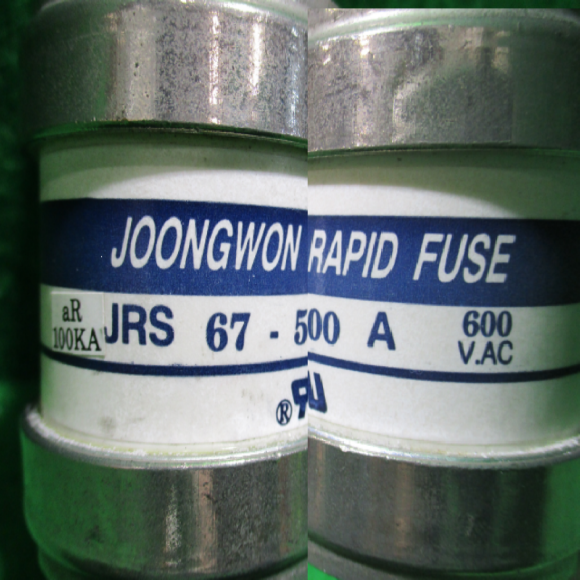 JOONGWON RAPID FUSE
aR
100KA
JRS 67 - 500 A
600
V.AC
®